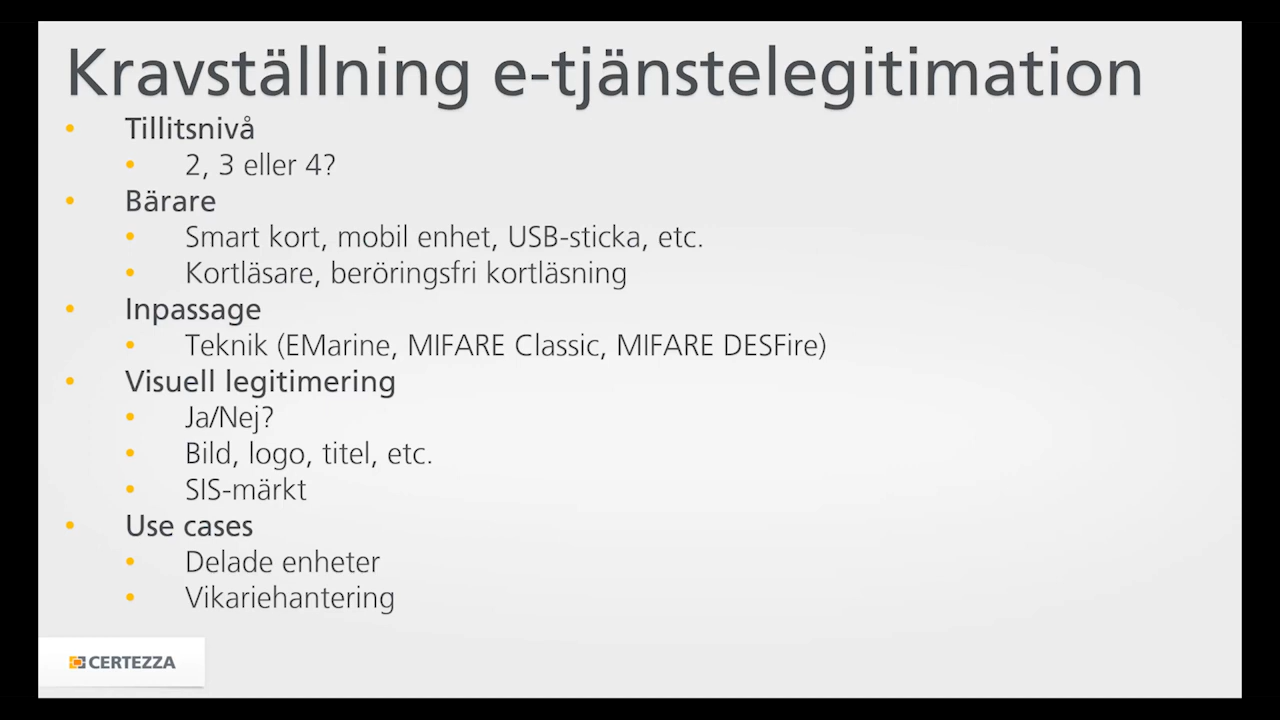 Kravställning e-tjänstelegitimation
• Tillitsnivå
• 2, 3 eller 4?
• Bärare
• Smart kort, mobil enhet, USB-sticka, etc.
• Kortläsare, beröringsfri kortläsning
• Inpassage
• Teknik (EMarine, MIFARE Classic, MIFARE DESFire)
• Visuell legitimering
• Ja/Nej?
• Bild, logo, titel, etc.
• SIS-märkt
• Use cases
• Delade enheter
• Vikariehantering
CERTEZZA